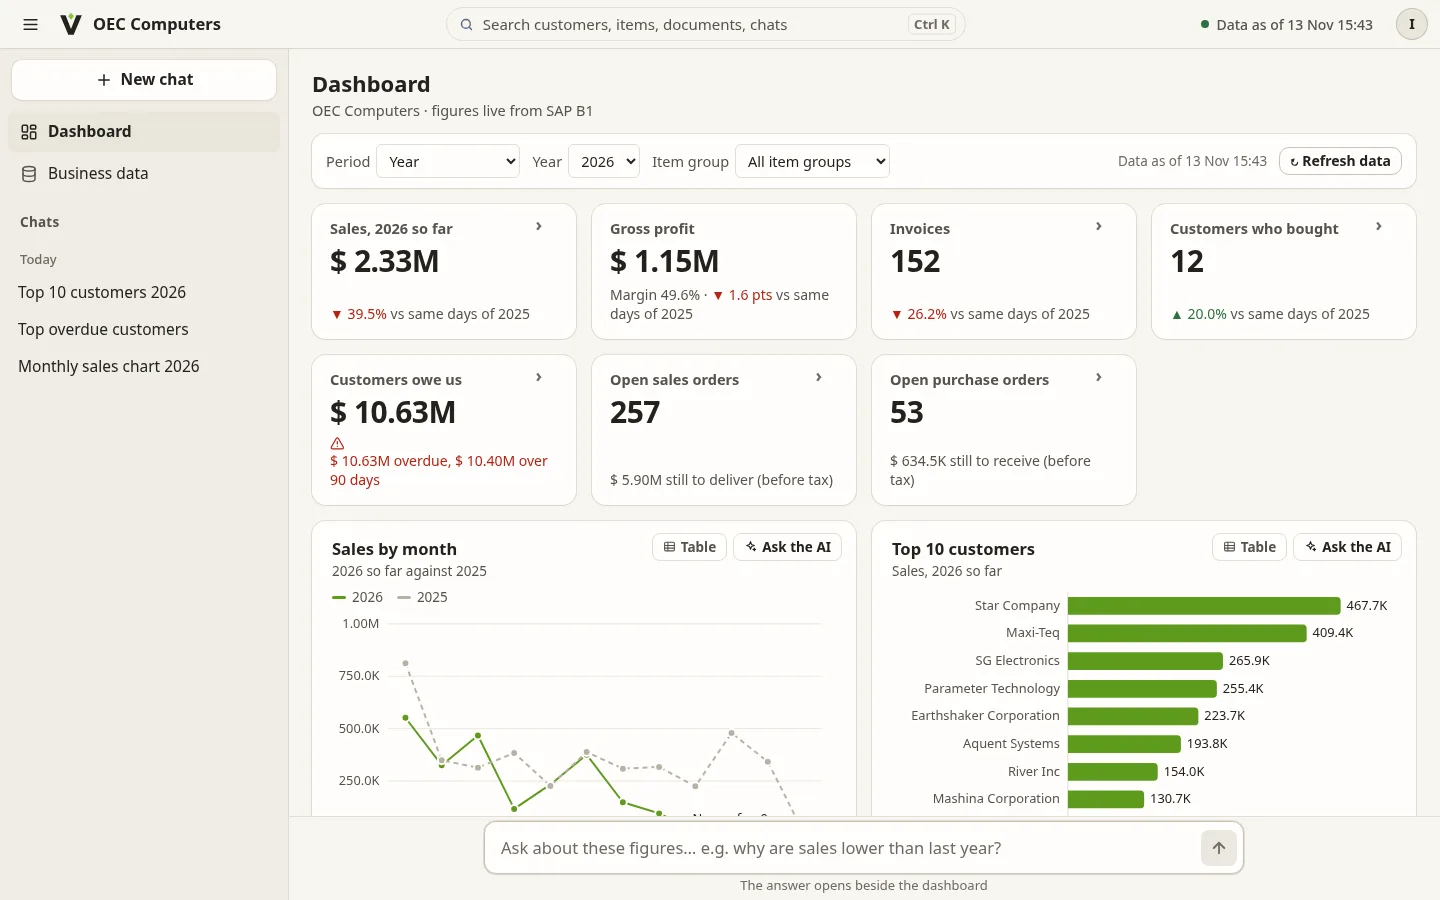 OEC Computers
Search customers, items, documents, chats
Ctrl K
Data as of 13 Nov 15:43
I
New chat
Dashboard
Business data
Chats
Today
Top 10 customers 2026
Top overdue customers
Monthly sales chart 2026
Dashboard
OEC Computers · figures live from SAP B1
Period Year Year 2026 Item group All item groups
Data as of 13 Nov 15:43 Refresh data
Sales, 2026 so far
$ 2.33M
▼ 39.5% vs same days of 2025
Gross profit
$ 1.15M
Margin 49.6% · ▼ 1.6 pts vs same
days of 2025
Invoices
152
▼ 26.2% vs same days of 2025
Customers who bought
12
▲ 20.0% vs same days of 2025
Customers owe us
$ 10.63M
$ 10.63M overdue, $ 10.40M over
90 days
Open sales orders
257
$ 5.90M still to deliver (before tax)
Open purchase orders
53
$ 634.5K still to receive (before
tax)
Sales by month
Table
Ask the AI
2026 so far against 2025
2026 2025
1.00M
750.0K
500.0K
250.0K
Top 10 customers
Table
Ask the AI
Sales, 2026 so far
Star Company 467.7K
Maxi-Teq 409.4K
SG Electronics 265.9K
Parameter Technology 255.4K
Earthshaker Corporation 223.7K
Aquent Systems 193.8K
River Inc 154.0K
Mashina Corporation 130.7K
Ask about these figures... e.g. why are sales lower than last year?
The answer opens beside the dashboard